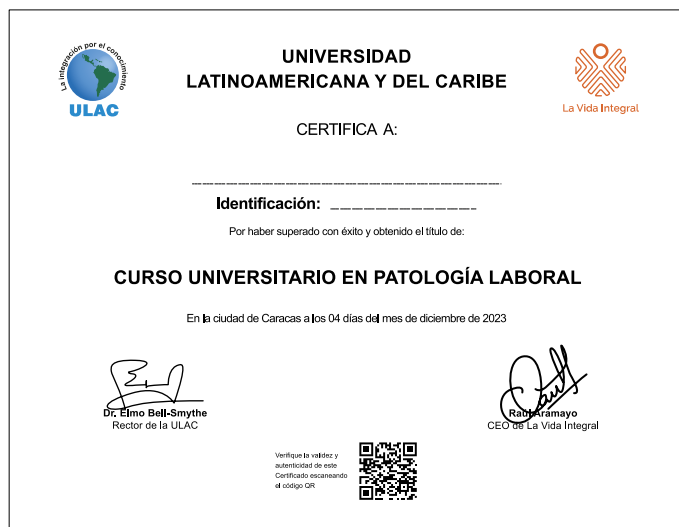 La integración por el conocimiento
ULAC
UNIVERSIDAD
LATINOAMERICANA Y DEL CARIBE
La Vida Integral
CERTIFICA A:
Identificación:
Por haber superado con éxito y obtenido el título de:
CURSO UNIVERSITARIO EN PATOLOGÍA LABORAL
En la ciudad de Caracas a los 04 días del mes de diciembre de 2023
Dr. Elmo Bell-Smythe
Rector de la ULAC
Raúl Aramayo
CEO de La Vida Integral
Verifique la validez y
autenticidad de este
Certificado escaneando
el código QR